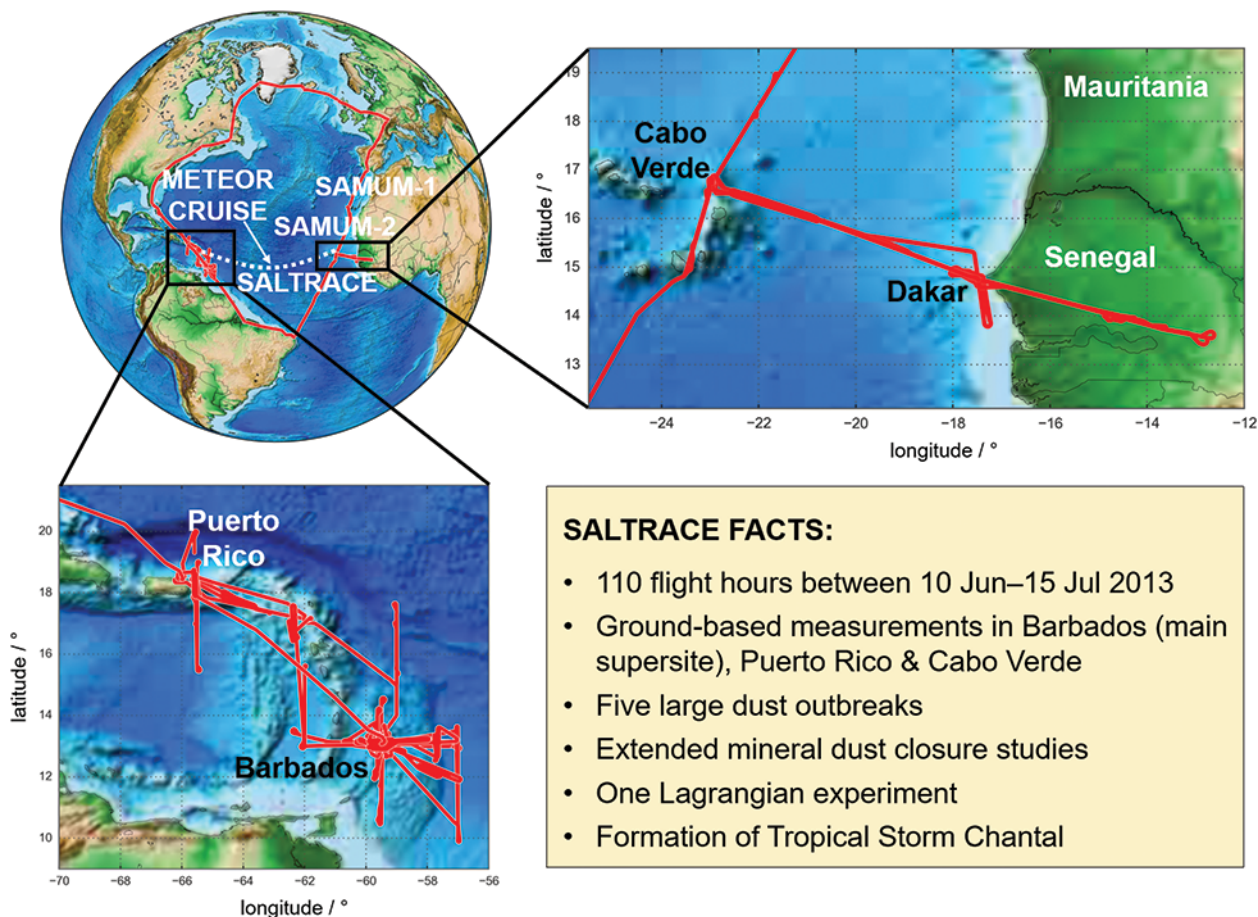 METEOR
CRUISE
SAMUM-1
SAMUM-2
SALTRACE
19
18
17
16
15
14
13
latitude / °
Mauritania
Cabo
Verde
Senegal
Dakar
−24
−22
−20
−18
−16
−14
−12
longitude / °
20
18
16
14
12
10
latitude / °
Puerto
Rico
Barbados
−70
−68
−66
−64
−62
−60
−58
−56
longitude / °
SALTRACE FACTS:
• 110 flight hours between 10 Jun–15 Jul 2013
• Ground-based measurements in Barbados (main
supersite), Puerto Rico & Cabo Verde
• Five large dust outbreaks
• Extended mineral dust closure studies
• One Lagrangian experiment
• Formation of Tropical Storm Chantal